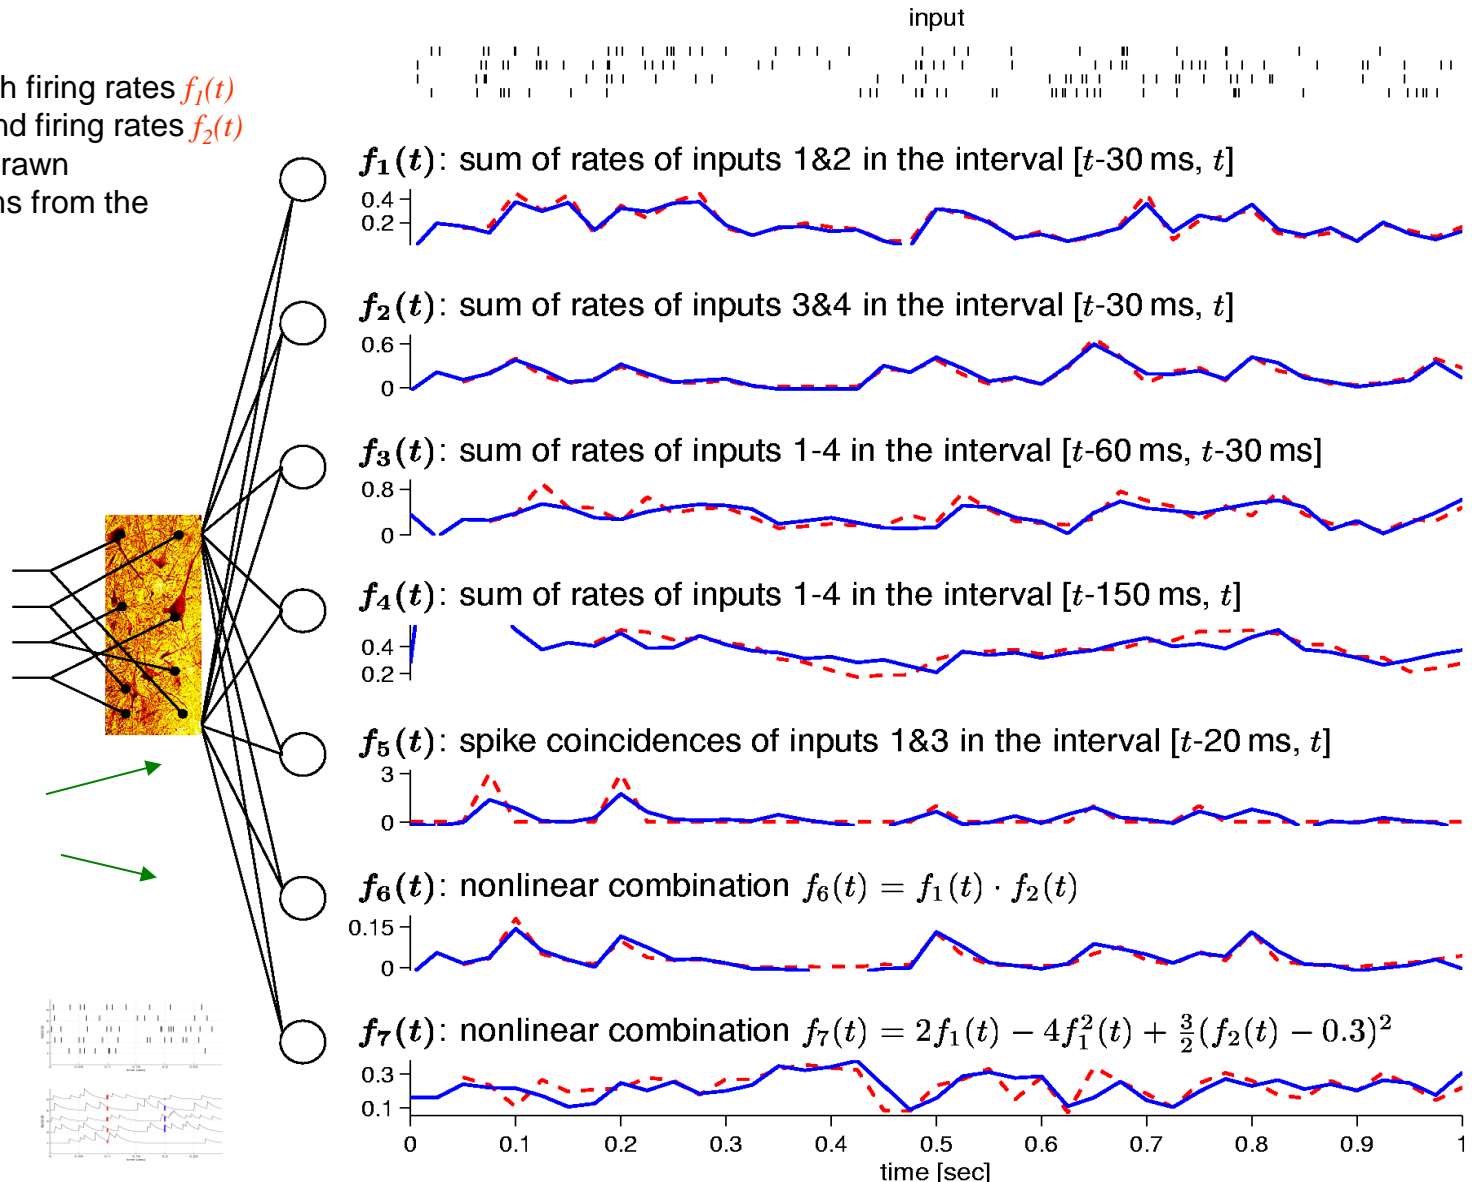 input
h firing rates f1(t)
nd firing rates f2(t)
rawn
ns from the
f1(t): sum of rates of inputs 1&2 in the interval [t-30 ms, t]
0.4
0.2
f2(t): sum of rates of inputs 3&4 in the interval [t-30 ms, t]
0.6
0
f3(t): sum of rates of inputs 1-4 in the interval [t-60 ms, t-30 ms]
0.8
0
f4(t): sum of rates of inputs 1-4 in the interval [t-150 ms, t]
0.4
0.2
f5(t): spike coincidences of inputs 1&3 in the interval [t-20 ms, t]
3
0
f6(t): nonlinear combination f6(t) = f1(t) · f2(t)
0.15
0
f7(t): nonlinear combination f7(t) = 2f1(t) − 4f1²(t) + 3/2(f2(t) − 0.3)²
0.3
0.1
0 0.1 0.2 0.3 0.4 0.5 0.6 0.7 0.8 0.9 1
time [sec]